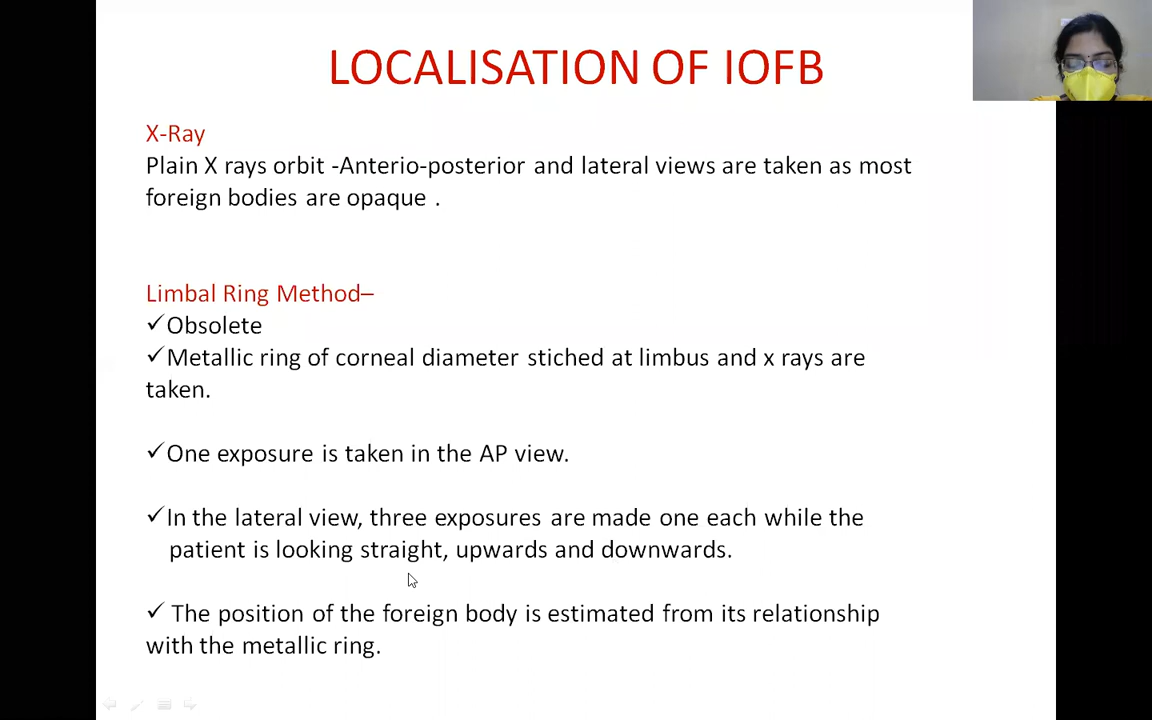 LOCALISATION OF IOFB
X-Ray
Plain X rays orbit -Anterio-posterior and lateral views are taken as most
foreign bodies are opaque .
Limbal Ring Method–
✓Obsolete
✓Metallic ring of corneal diameter stiched at limbus and x rays are
taken.
✓One exposure is taken in the AP view.
✓In the lateral view, three exposures are made one each while the
patient is looking straight, upwards and downwards.
✓ The position of the foreign body is estimated from its relationship
with the metallic ring.